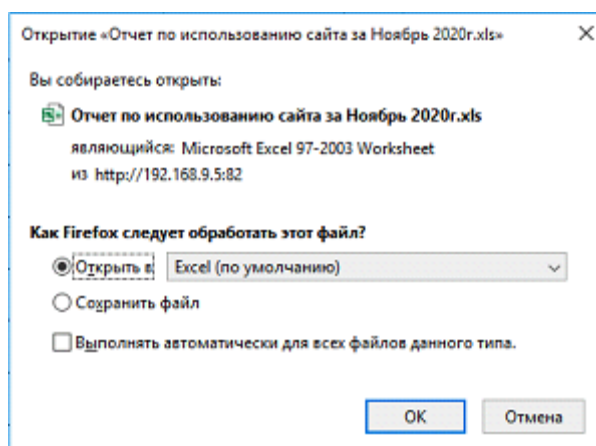 Открытие «Отчет по использованию сайта за Ноябрь 2020г.xls»
Вы собираетесь открыть:
Отчет по использованию сайта за Ноябрь 2020г.xls
являющийся: Microsoft Excel 97-2003 Worksheet
из http://192.168.9.5:82
Как Firefox следует обработать этот файл?
Открыть в Excel (по умолчанию)
Сохранить файл
Выполнять автоматически для всех файлов данного типа.
ОК Отмена